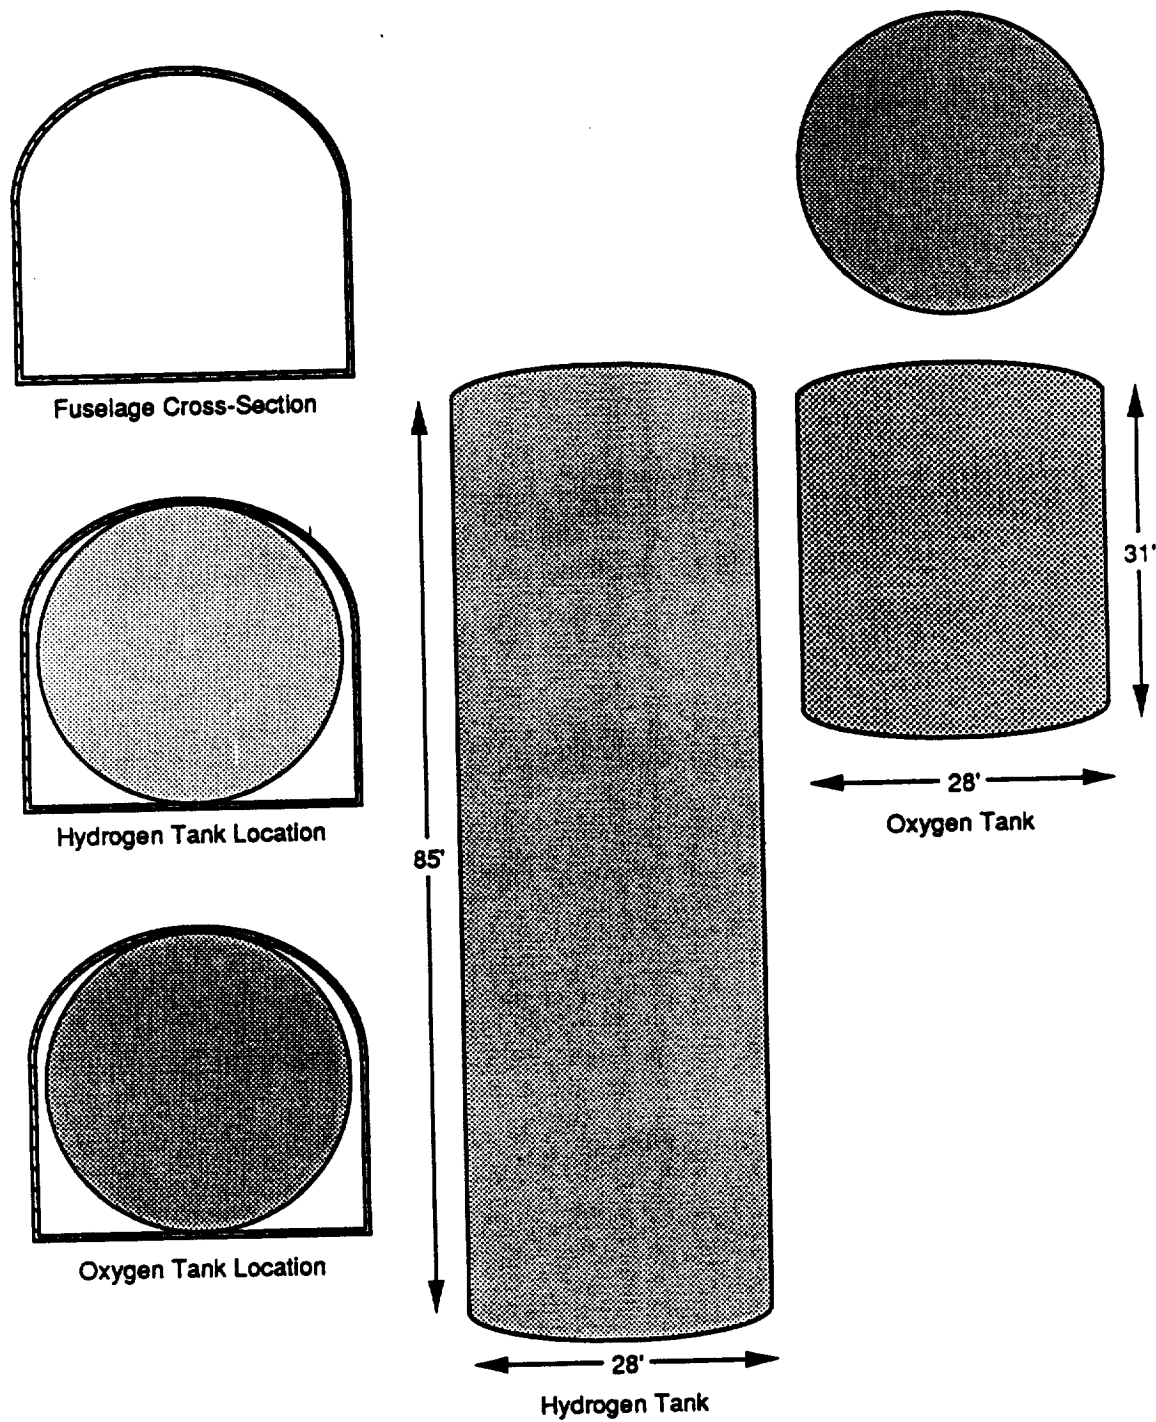 Fuselage Cross-Section
Hydrogen Tank Location
Oxygen Tank Location
85'
28'
Hydrogen Tank
31'
28'
Oxygen Tank